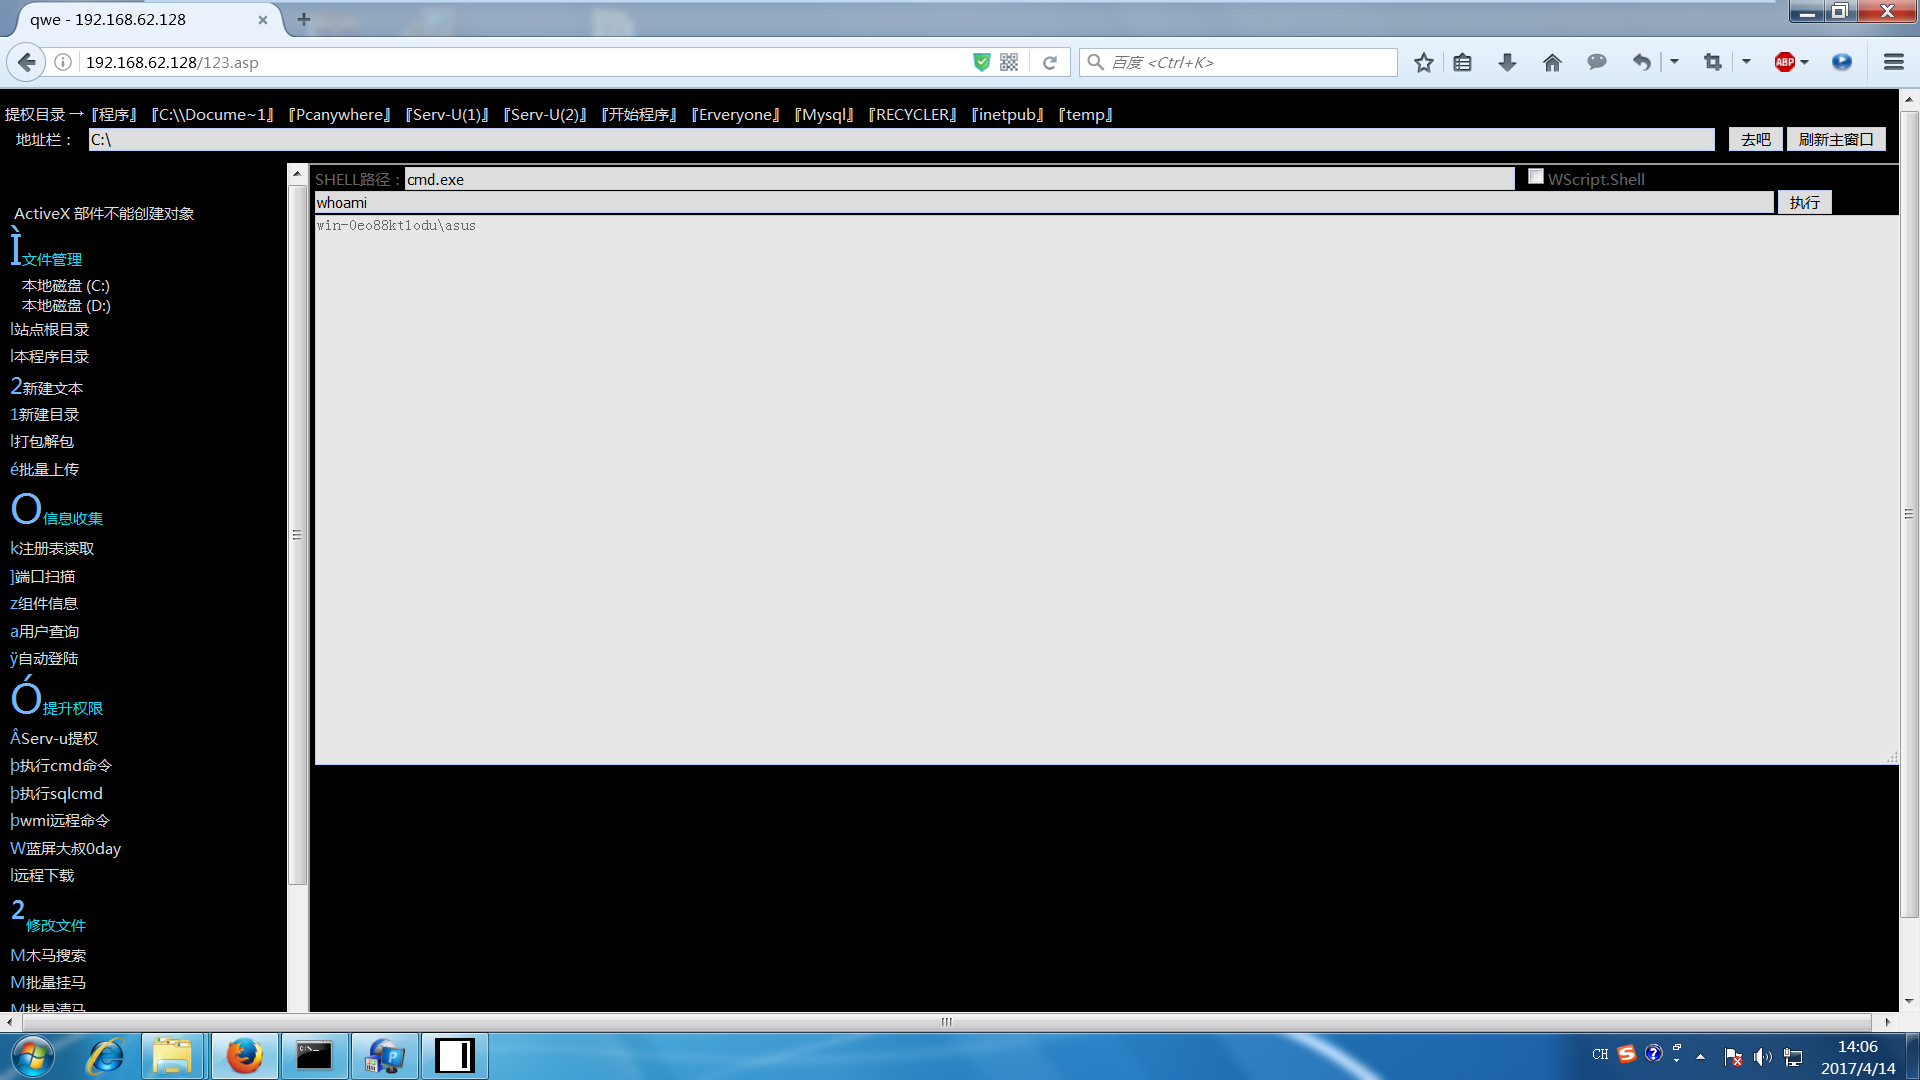 qwe - 192.168.62.128
192.168.62.128/123.asp
百度 <Ctrl+K>
ABP
提权目录→ 『程序』 『C:\\Docume~1』 『Pcanywhere』 『Serv-U(1)』 『Serv-U(2)』 『开始程序』 『Erveryone』 『Mysql』 『RECYCLER』 『inetpub』 『temp』
地址栏： C:\ 去吧 刷新主窗口
SHELL路径：cmd.exe WScript.Shell
whoami 执行
win-0eo88kt1odu\asus
ActiveX 部件不能创建对象
Ì文件管理
本地磁盘 (C:)
本地磁盘 (D:)
l站点根目录
l本程序目录
2新建文本
1新建目录
l打包解包
é批量上传
O信息收集
k注册表读取
]端口扫描
z组件信息
a用户查询
ÿ自动登陆
Ó提升权限
ÂServ-u提权
þ执行cmd命令
þ执行sqlcmd
þwmi远程命令
W蓝屏大叔0day
l远程下载
2修改文件
M木马搜索
M批量挂马
M批量清马
CH
14:06
2017/4/14